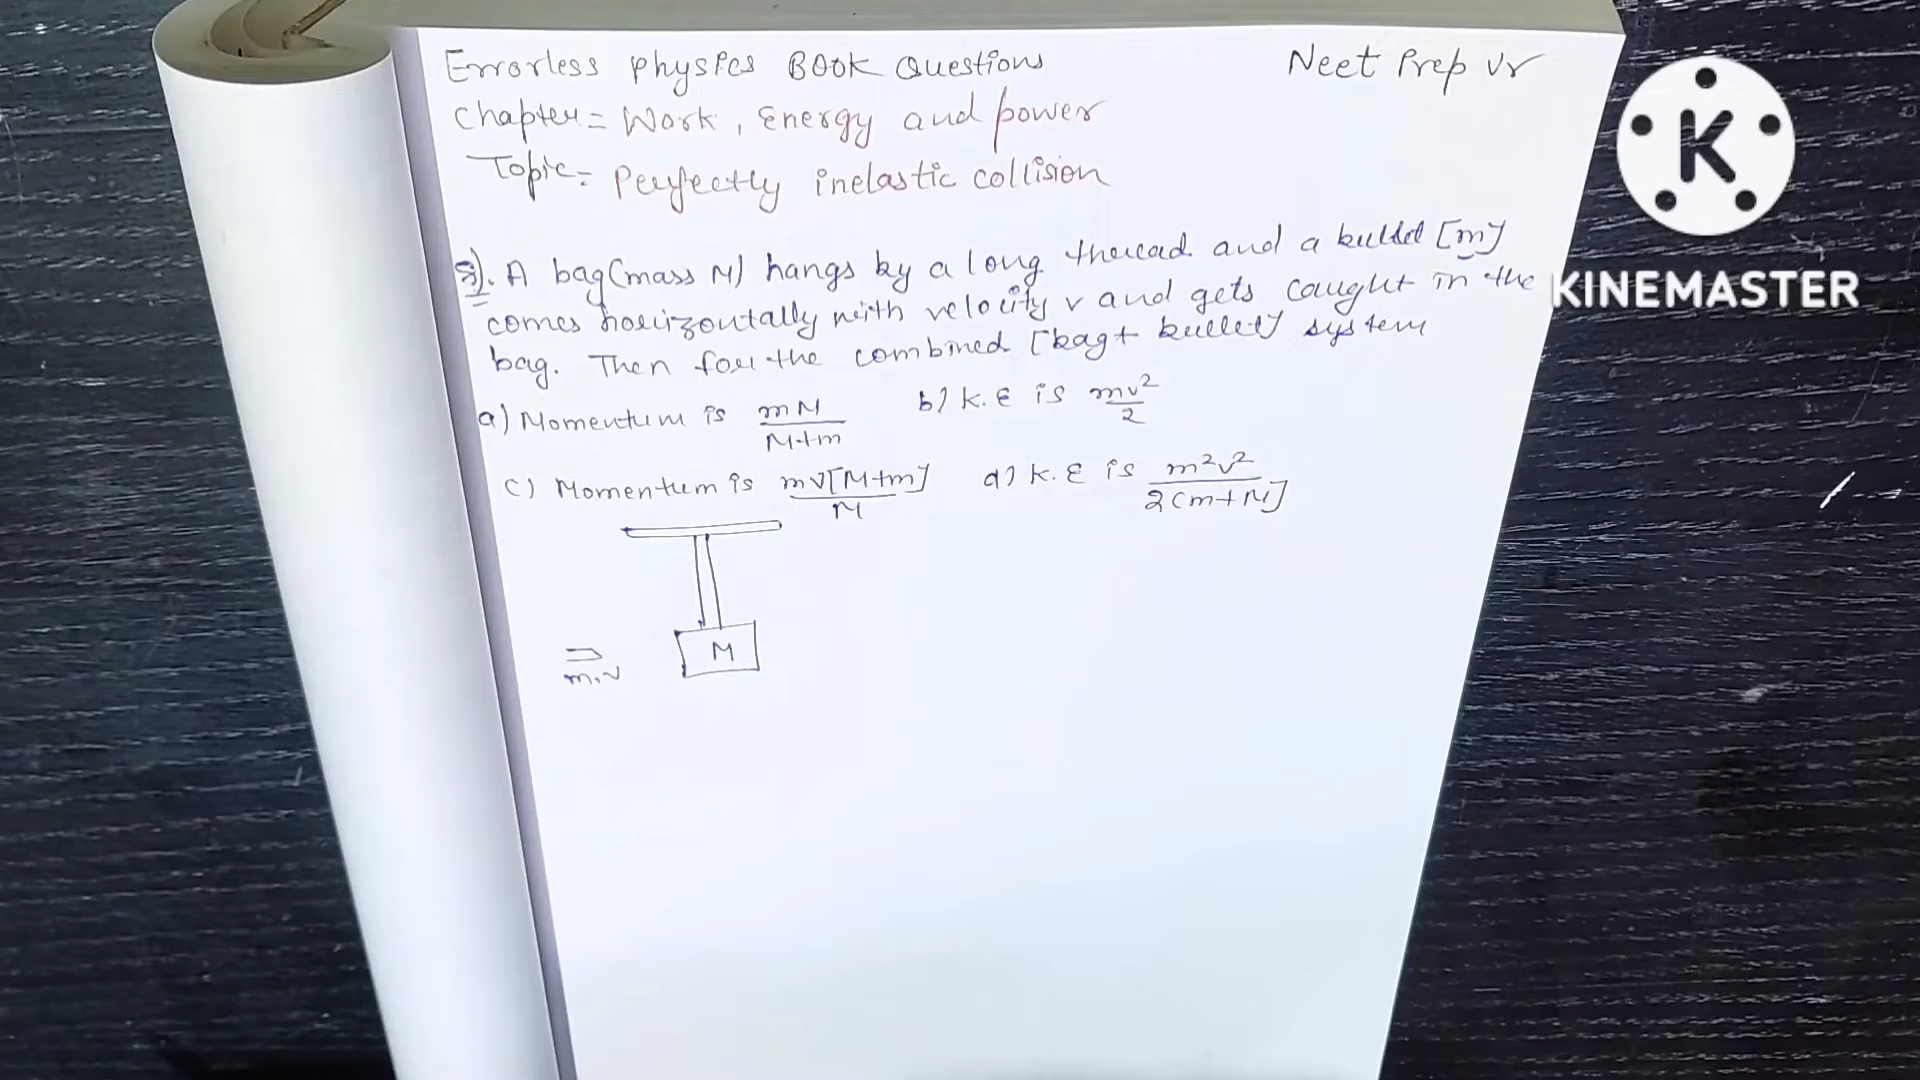 Errorless Physics Book Questions
Neet Prep Vr
Chapter = Work, Energy and power
Topic = Perfectly inelastic collision
8). A bag (mass M) hangs by a long thread and a bullet [m]
comes horizontally with velocity v and gets caught in the
bag. Then for the combined [bag + bullet] system
a) Momentum is mM/M+m b) K.E is mv²/2
c) Momentum is mv[M+m]/M d) K.E is m²v²/2(m+M]
M
m,v
K
KINEMASTER